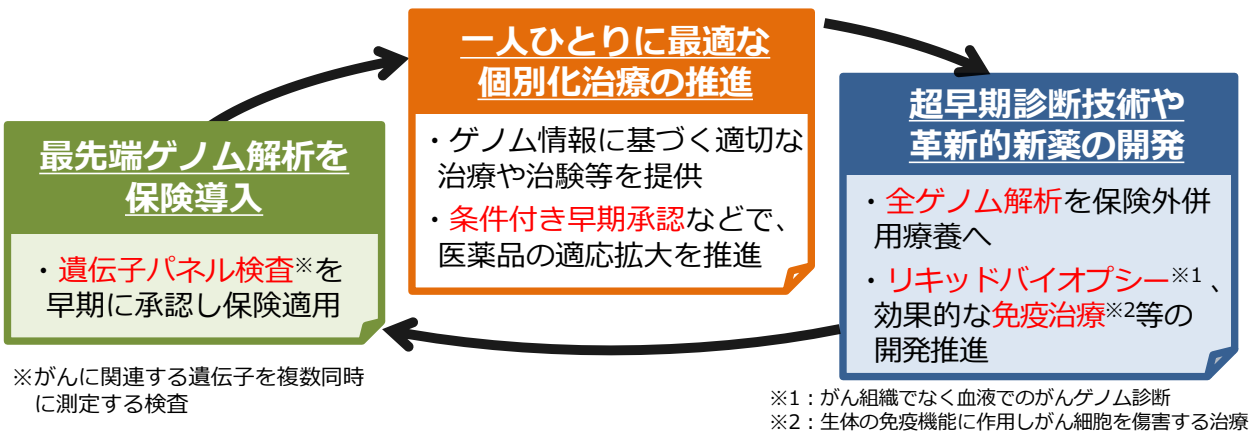 最先端ゲノム解析を
保険導入
・遺伝子パネル検査※を
早期に承認し保険適用
※がんに関連する遺伝子を複数同時
に測定する検査
一人ひとりに最適な
個別化治療の推進
・ゲノム情報に基づく適切な
治療や治験等を提供
・条件付き早期承認などで、
医薬品の適応拡大を推進
超早期診断技術や
革新的新薬の開発
・全ゲノム解析を保険外併
用療養へ
・リキッドバイオプシー※1、
効果的な免疫治療※2等の
開発推進
※1：がん組織でなく血液でのがんゲノム診断
※2：生体の免疫機能に作用しがん細胞を傷害する治療